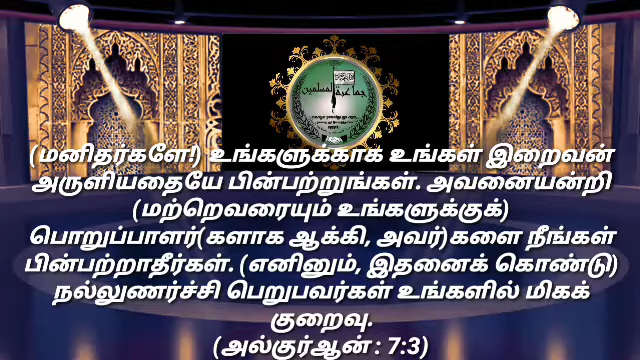 جماعة المسلمين
(மனிதர்களே!) உங்களுக்காக உங்கள் இறைவன்
அருளியதையே பின்பற்றுங்கள். அவனையன்றி
(மற்றெவரையும் உங்களுக்குக்)
பொறுப்பாளர்(களாக ஆக்கி, அவர்)களை நீங்கள்
பின்பற்றாதீர்கள். (எனினும், இதனைக் கொண்டு)
நல்லுணர்ச்சி பெறுபவர்கள் உங்களில் மிகக்
குறைவு.
(அல்குர்ஆன் : 7:3)